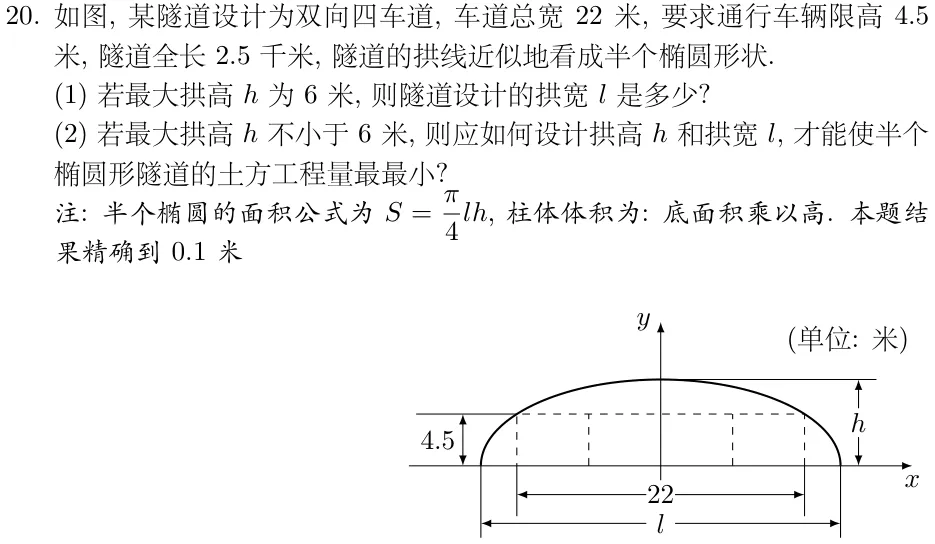 20. 如图, 某隧道设计为双向四车道, 车道总宽 22 米, 要求通行车辆限高 4.5
米, 隧道全长 2.5 千米, 隧道的拱线近似地看成半个椭圆形状.
(1) 若最大拱高 h 为 6 米, 则隧道设计的拱宽 l 是多少?
(2) 若最大拱高 h 不小于 6 米, 则应如何设计拱高 h 和拱宽 l, 才能使半个
椭圆形隧道的土方工程量最最小?
注: 半个椭圆的面积公式为 S = π/4 lh, 柱体体积为: 底面积乘以高. 本题结
果精确到 0.1 米
y
(单位: 米)
4.5
h
x
22
l